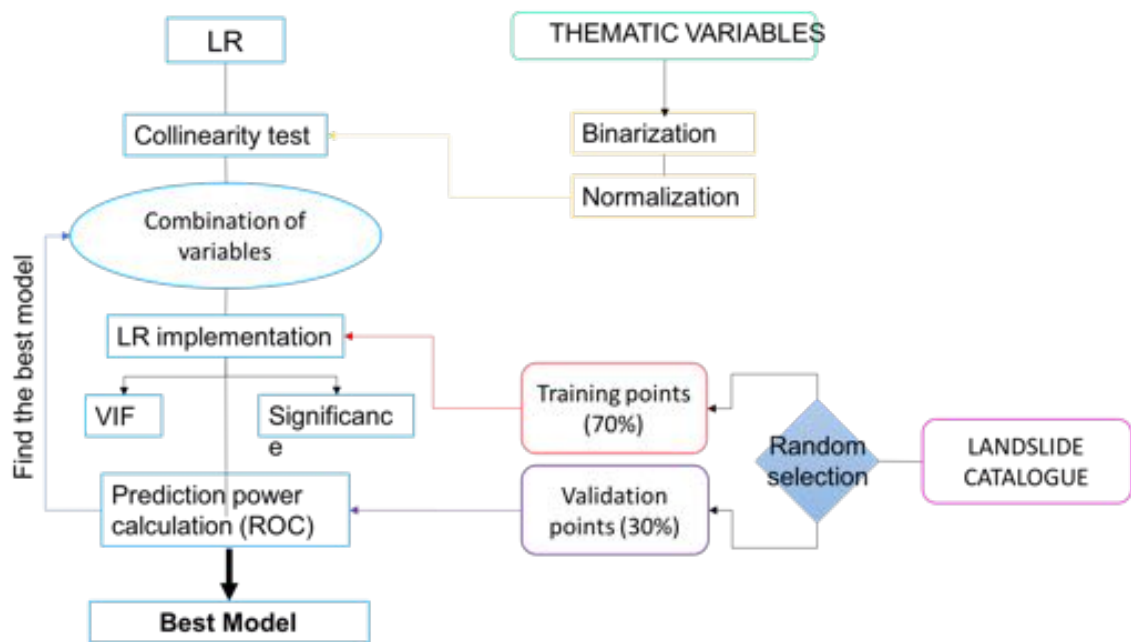 LR
THEMATIC VARIABLES
Collinearity test
Binarization
Normalization
Combination of
variables
Find the best model
LR implementation
VIF
Significanc
e
Training points
(70%)
Random
selection
LANDSLIDE
CATALOGUE
Prediction power
calculation (ROC)
Validation
points (30%)
Best Model